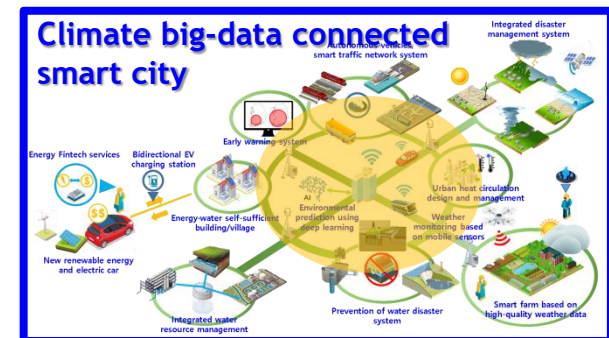 Climate big-data connected
smart city
Integrated disaster
management system
Autonomous vehicles,
smart traffic network system
Early warning system
Energy Fintech services
Bidirectional EV
charging station
$
$$
Energy-water self-sufficient
building/village
AI
Environmental
prediction using
deep learning
Urban heat circulation
design and management
Weather
monitoring based
on mobile sensors
New renewable energy
and electric car
Integrated water
resource management
Prevention of water disaster
system
Smart farm based on
high-quality weather data